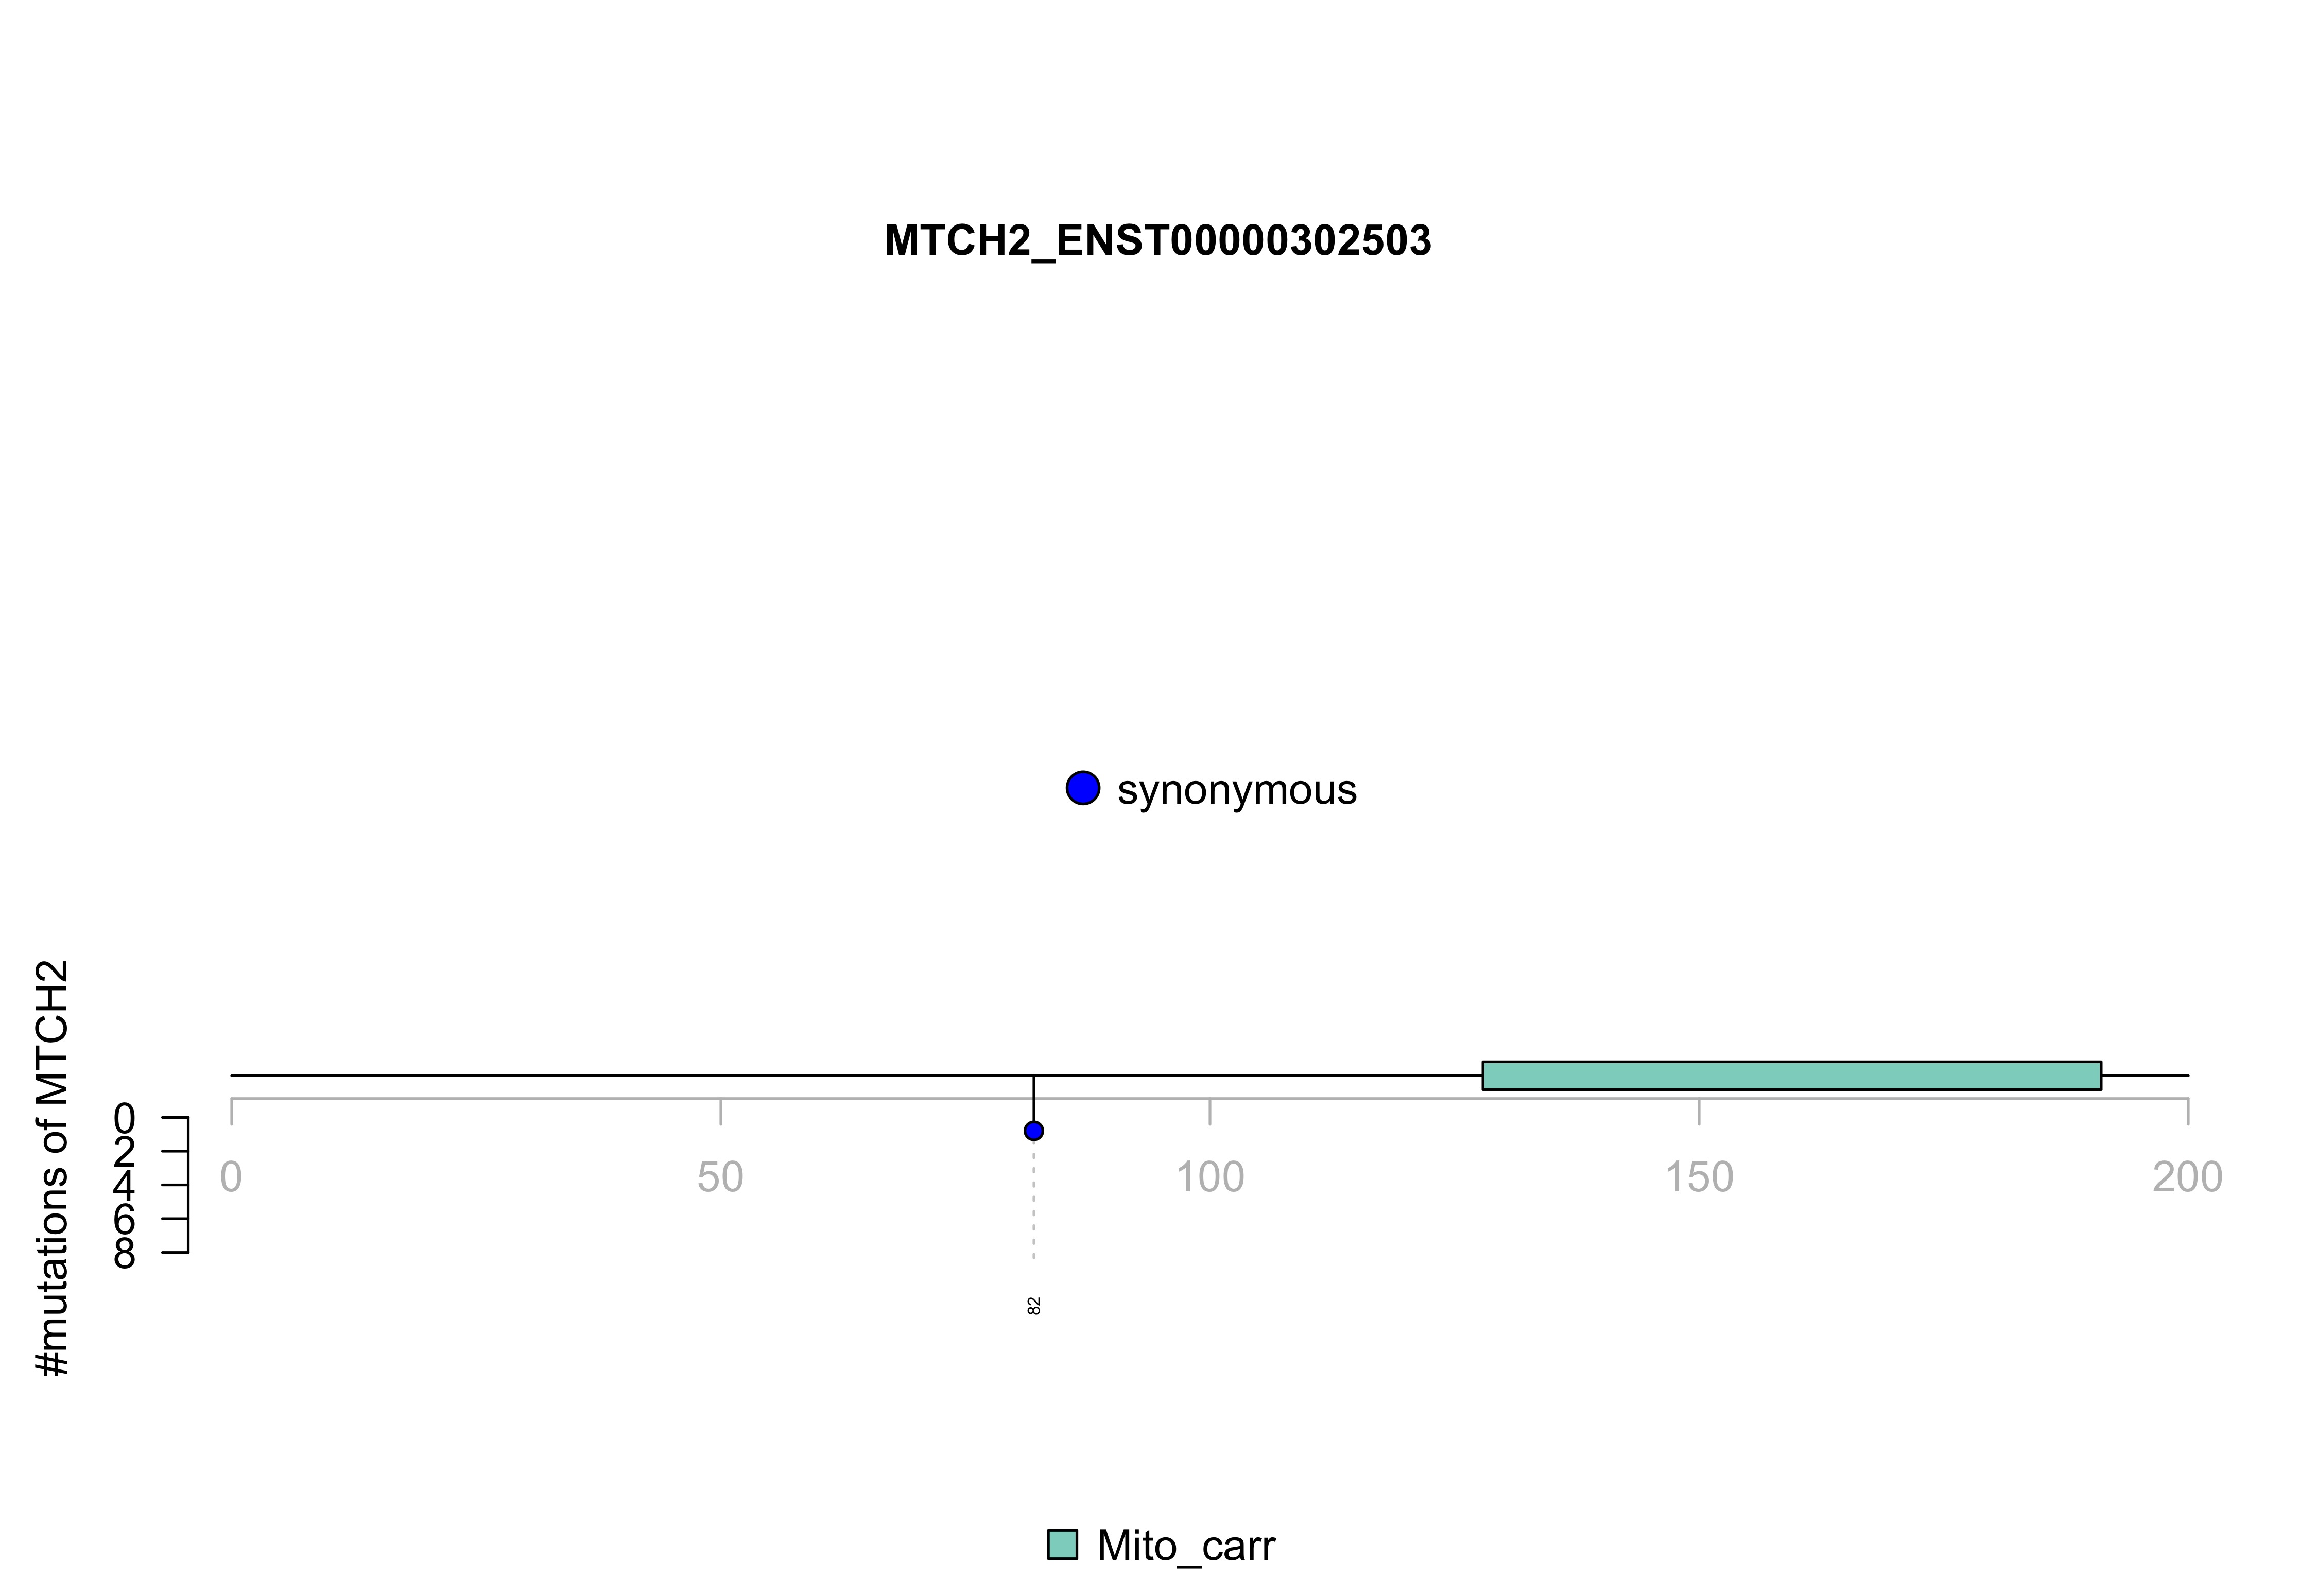 MTCH2_ENST00000302503
synonymous
#mutations of MTCH2
0
2
4
6
8
0 50 100 150 200
82
Mito_carr